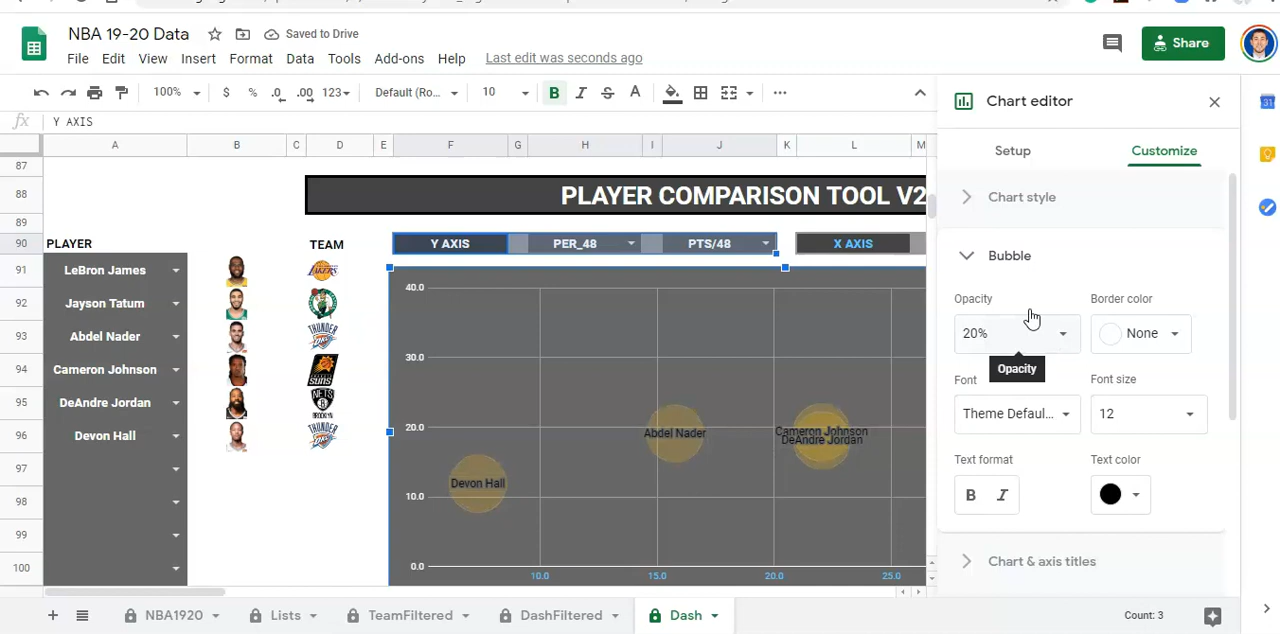 NBA 19-20 Data
Saved to Drive
File Edit View Insert Format Data Tools Add-ons Help Last edit was seconds ago
Share
100% $ % .0 .00 123 Default (Ro... 10 B I S A
fx Y AXIS
A B C D E F G H I J K L M
87
88 PLAYER COMPARISON TOOL V2
89
90 PLAYER TEAM Y AXIS PER_48 PTS/48 X AXIS
91 LeBron James
92 Jayson Tatum
93 Abdel Nader
94 Cameron Johnson
95 DeAndre Jordan
96 Devon Hall
97
98
99
100
40.0
30.0
20.0
10.0
0.0
Abdel Nader
Cameron Johnson
DeAndre Jordan
Devon Hall
10.0 15.0 20.0 25.0
Chart editor
Setup Customize
Chart style
Bubble
Opacity Border color
20% None
Opacity
Font Font size
Theme Defaul... 12
Text format Text color
B I
Chart & axis titles
NBA1920 Lists TeamFiltered DashFiltered Dash
Count: 3